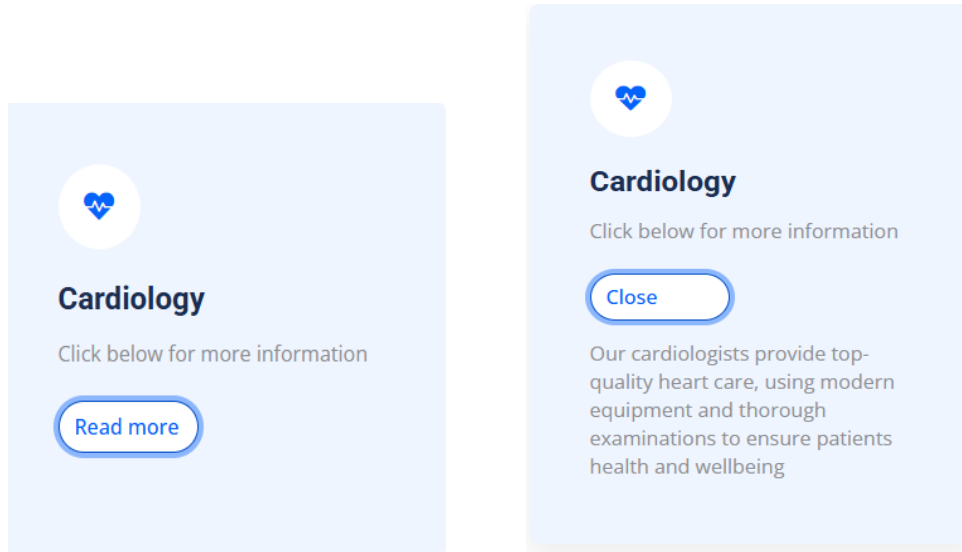 Cardiology
Click below for more information
Read more
Cardiology
Click below for more information
Close
Our cardiologists provide top-
quality heart care, using modern
equipment and thorough
examinations to ensure patients
health and wellbeing